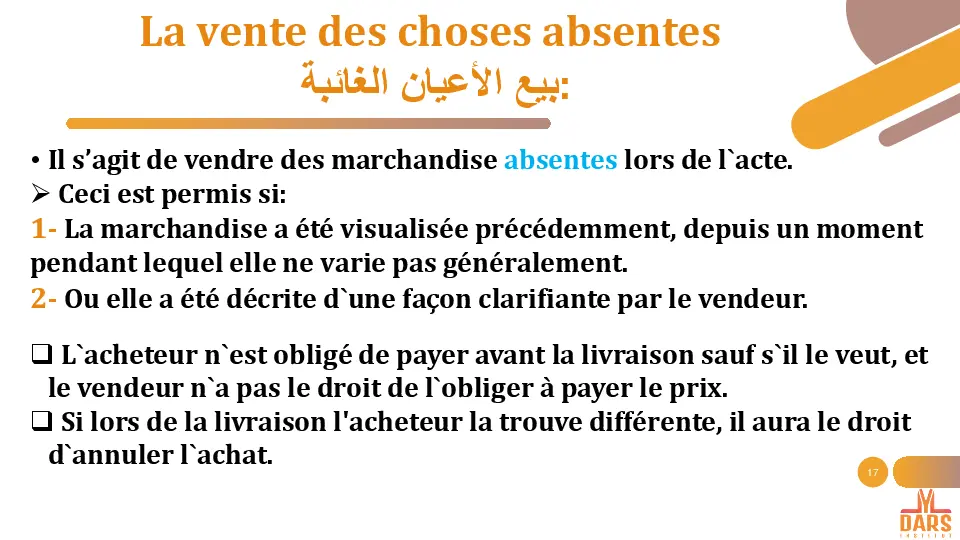 La vente des choses absentes
بيع الأعيان الغائبة:
• Il s’agit de vendre des marchandise absentes lors de l`acte.
➢ Ceci est permis si:
1- La marchandise a été visualisée précédemment, depuis un moment
pendant lequel elle ne varie pas généralement.
2- Ou elle a été décrite d`une façon clarifiante par le vendeur.
❑ L`acheteur n`est obligé de payer avant la livraison sauf s`il le veut, et
le vendeur n`a pas le droit de l`obliger à payer le prix.
❑ Si lors de la livraison l'acheteur la trouve différente, il aura le droit
d`annuler l`achat.
17
DARS
INSTITUT